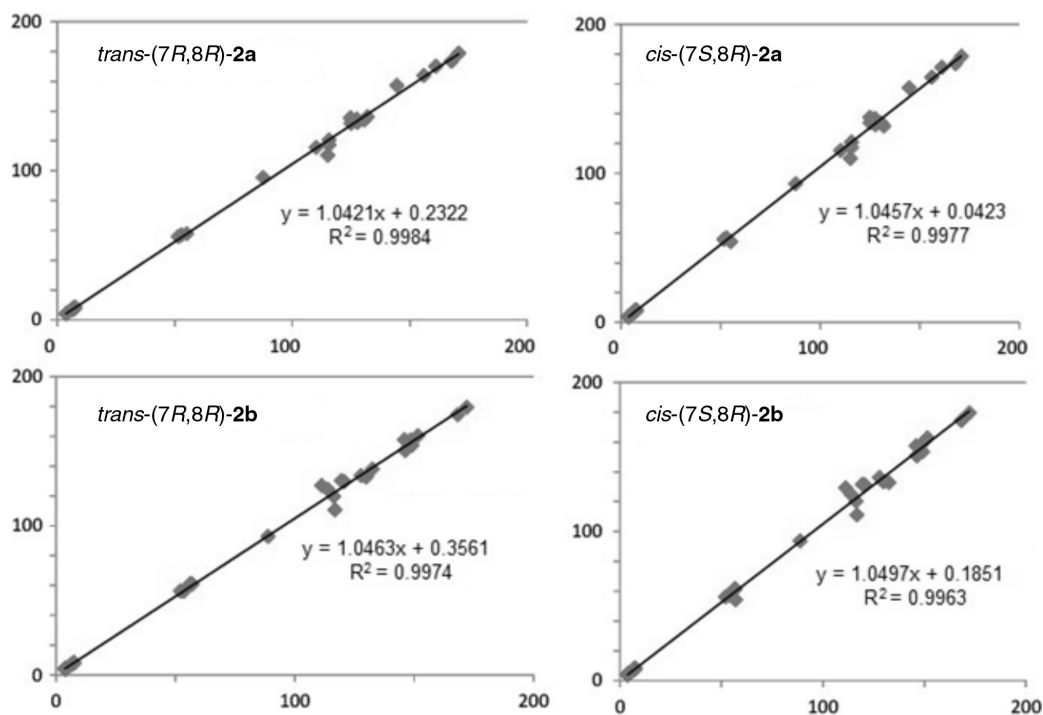 200
trans-(7R,8R)-2a
100
y = 1.0421x + 0.2322
R² = 0.9984
0
0 100 200
200
cis-(7S,8R)-2a
100
y = 1.0457x + 0.0423
R² = 0.9977
0
0 100 200
200
trans-(7R,8R)-2b
100
y = 1.0463x + 0.3561
R² = 0.9974
0
0 100 200
200
cis-(7S,8R)-2b
100
y = 1.0497x + 0.1851
R² = 0.9963
0
0 100 200